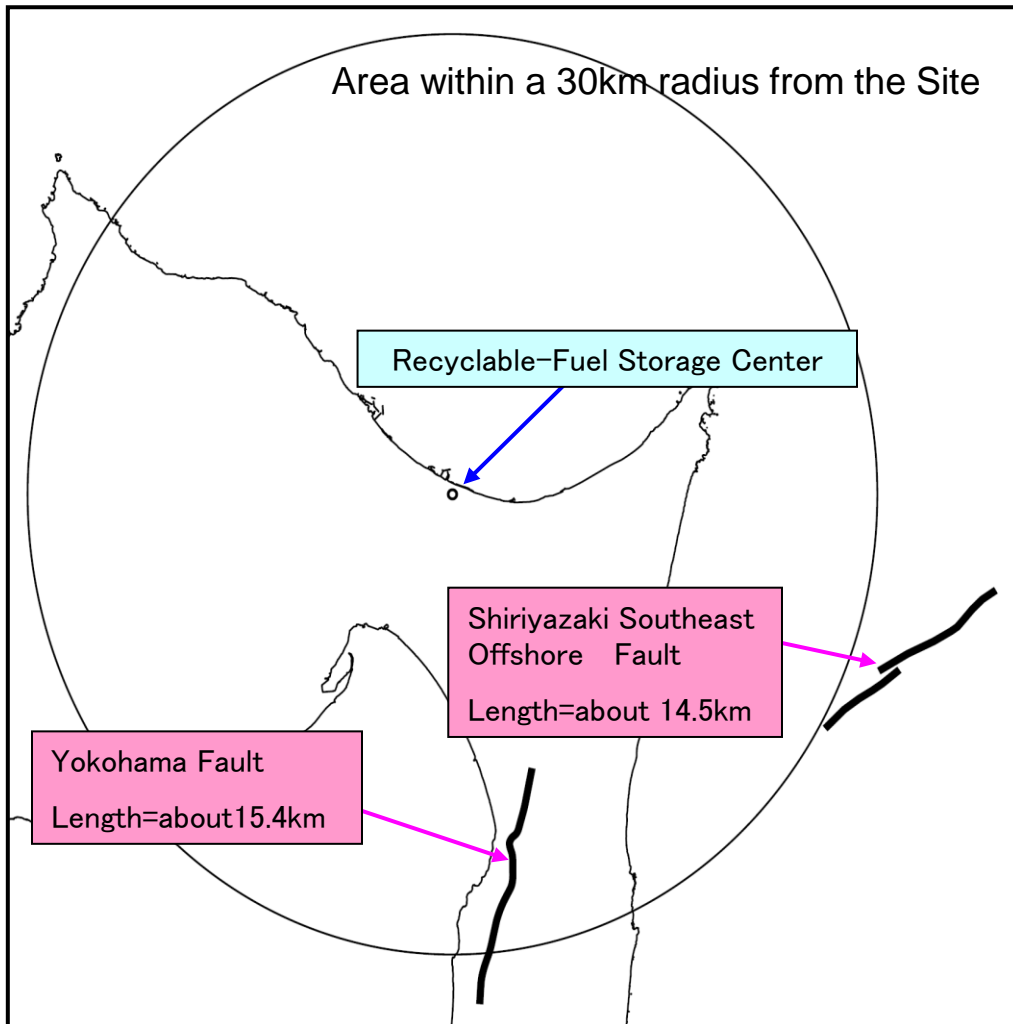 Area within a 30km radius from the Site
Recyclable-Fuel Storage Center
Shiriyazaki Southeast
Offshore Fault
Length=about 14.5km
Yokohama Fault
Length=about15.4km